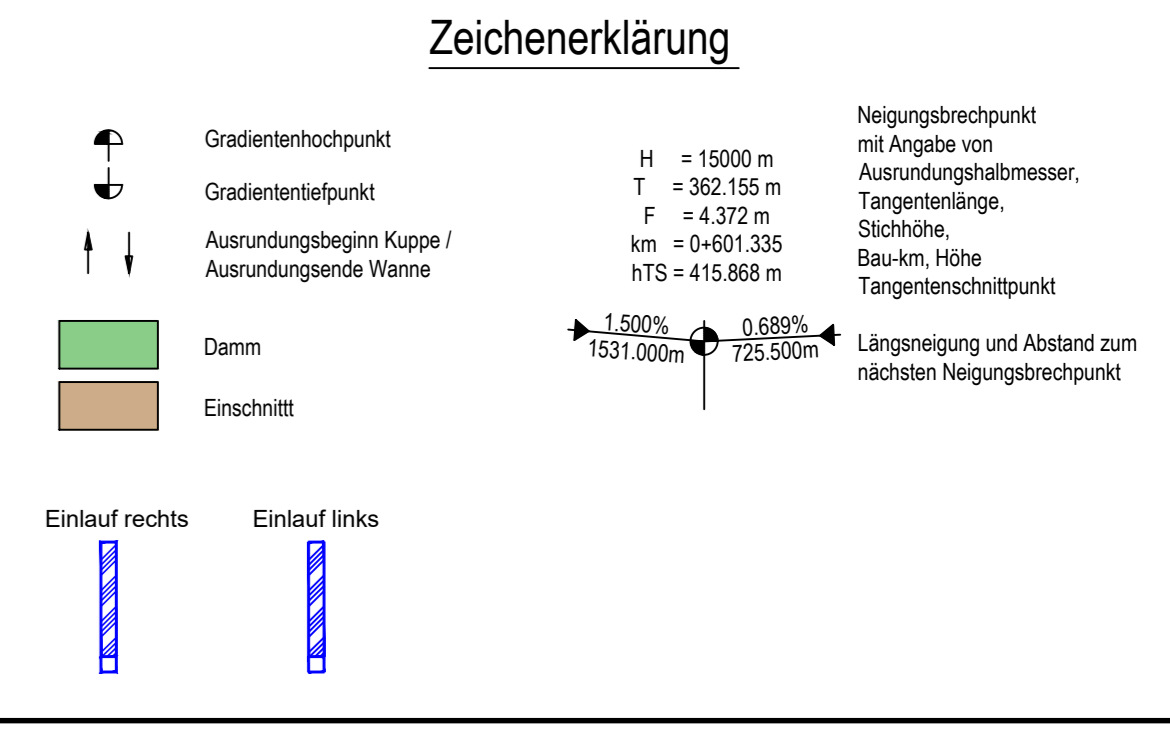 Zeichenerklärung
Gradientenhochpunkt
Gradiententiefpunkt
Ausrundungsbeginn Kuppe /
Ausrundungsende Wanne
Damm
Einschnittt
H = 15000 m
T = 362.155 m
F = 4.372 m
km = 0+601.335
hTS = 415.868 m
Neigungsbrechpunkt
mit Angabe von
Ausrundungshalbmesser,
Tangentenlänge,
Stichhöhe,
Bau-km, Höhe
Tangentenschnittpunkt
1.500%
1531.000m
0.689%
725.500m
Längsneigung und Abstand zum
nächsten Neigungsbrechpunkt
Einlauf rechts
Einlauf links